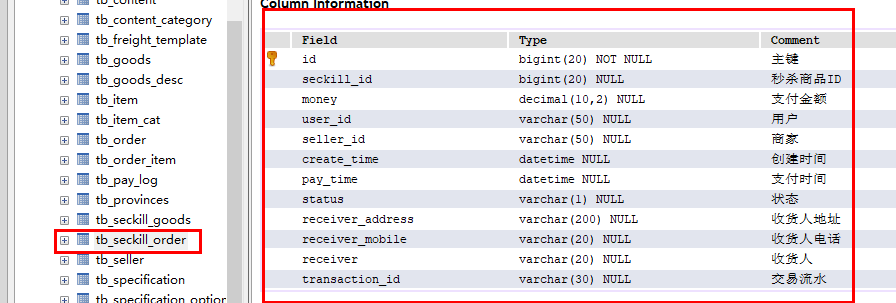 tb_content
tb_content_category
tb_freight_template
tb_goods
tb_goods_desc
tb_item
tb_item_cat
tb_order
tb_order_item
tb_pay_log
tb_provinces
tb_seckill_goods
tb_seckill_order
tb_seller
tb_specification
tb_specification_option
Column Information
Field Type Comment
id bigint(20) NOT NULL 主键
seckill_id bigint(20) NULL 秒杀商品ID
money decimal(10,2) NULL 支付金额
user_id varchar(50) NULL 用户
seller_id varchar(50) NULL 商家
create_time datetime NULL 创建时间
pay_time datetime NULL 支付时间
status varchar(1) NULL 状态
receiver_address varchar(200) NULL 收货人地址
receiver_mobile varchar(20) NULL 收货人电话
receiver varchar(20) NULL 收货人
transaction_id varchar(30) NULL 交易流水